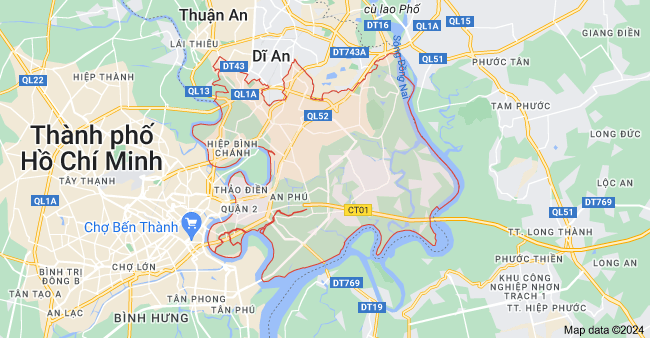 Thuận An
cù lao Phố
DT16
QL1A
QL15
GIANG ĐIỀN
LÁI THIÊU
Dĩ An
DT743A
QL51
Sông Đồng Nai
PHƯỚC TÂN
QL22
HIỆP THÀNH
DT43
QL13
QL1A
TAM PHƯỚC
QL52
Thành phố
Hồ Chí Minh
HIỆP BÌNH
CHÁNH
LONG ĐỨC
TÂY THẠNH
THẢO ĐIỀN
AN PHÚ
LỘC AN
QL1A
QUẬN 2
CT01
QL51
DT769
Chợ Bến Thành
TT. LONG THÀNH
CHỢ LỚN
PHƯỚC THIỀN
LONG AN
BÌNH TRỊ
ĐÔNG B
TÂN TẠO A
KHU CÔNG
NGHIỆP NHƠN
TRẠCH 1
DT769
TÂN PHONG
TÂN PHÚ
AN LẠC
BÌNH HƯNG
DT19
TT. HIỆP PHƯỚC
Map data ©2024